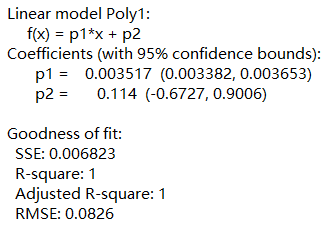 Linear model Poly1:
f(x) = p1*x + p2
Coefficients (with 95% confidence bounds):
p1 = 0.003517 (0.003382, 0.003653)
p2 = 0.114 (-0.6727, 0.9006)
Goodness of fit:
SSE: 0.006823
R-square: 1
Adjusted R-square: 1
RMSE: 0.0826